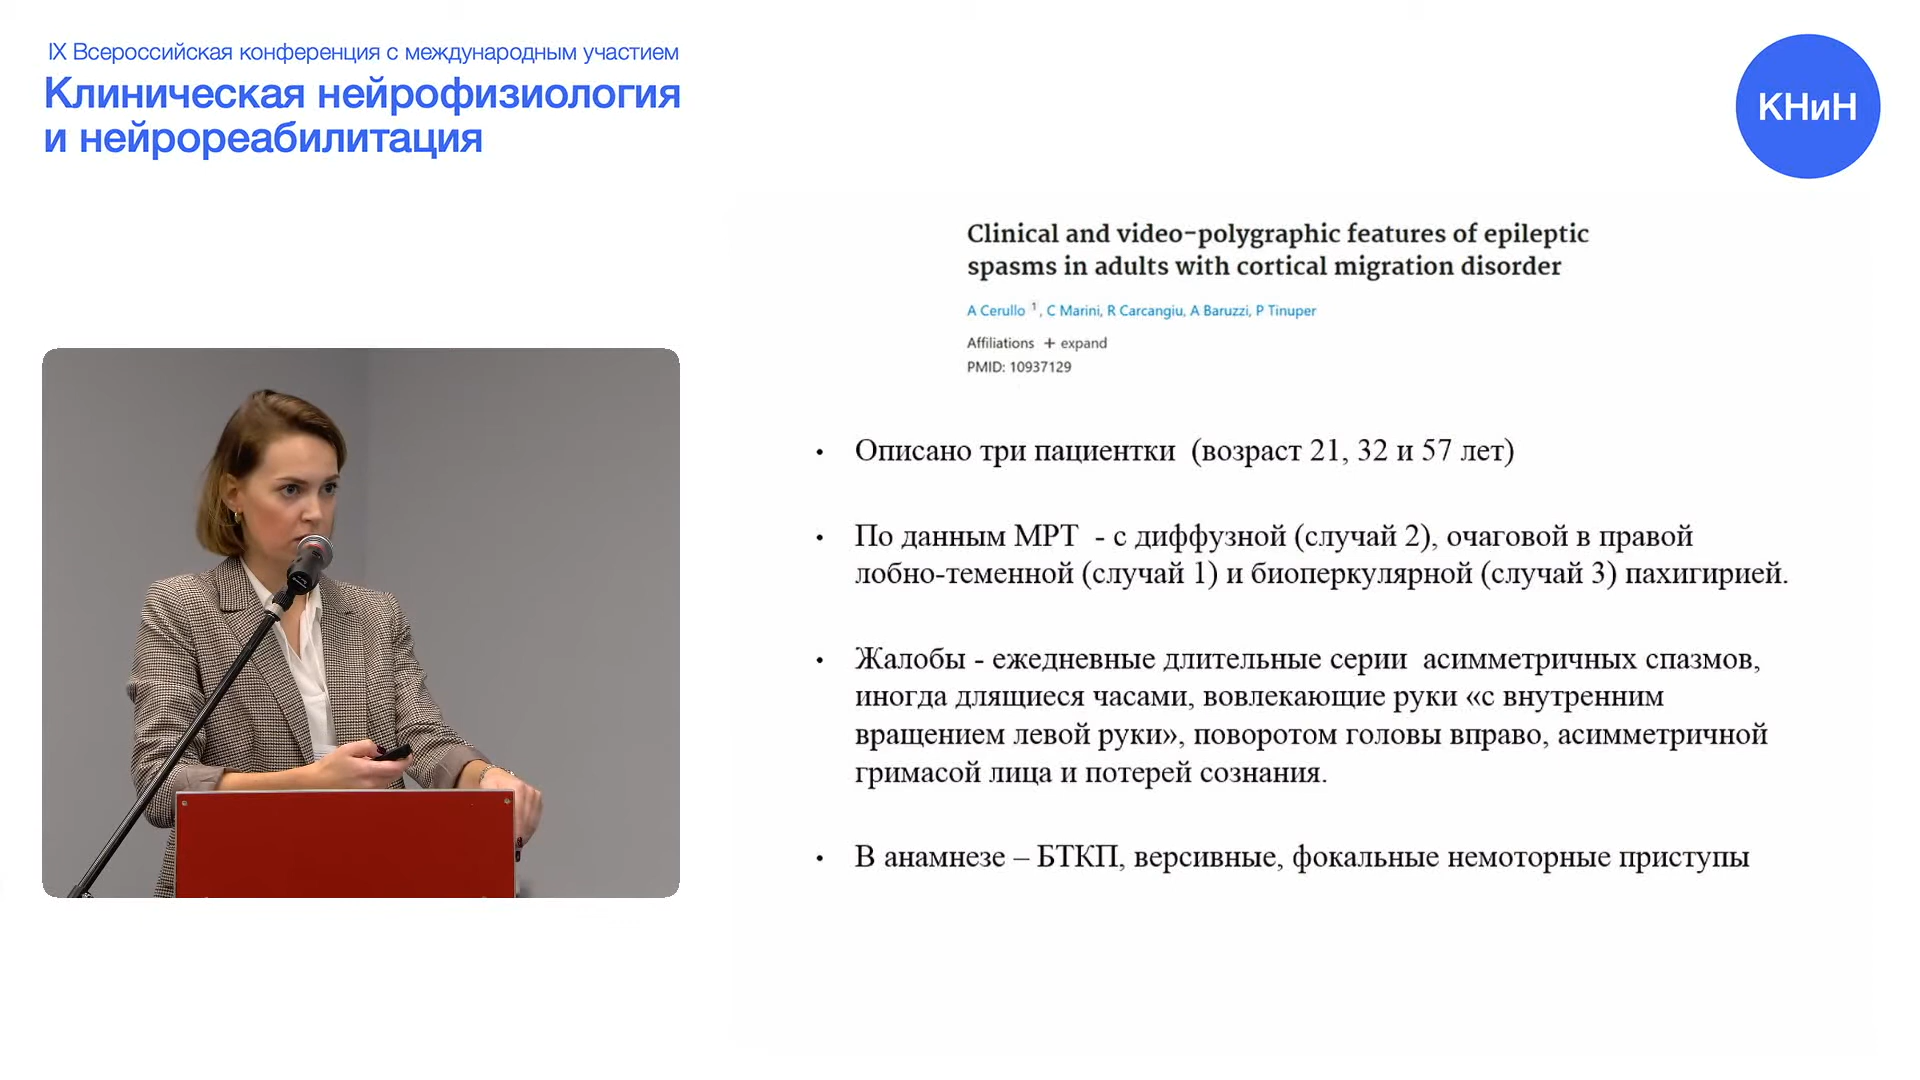 IX Всероссийская конференция с международным участием
Клиническая нейрофизиология
и нейрореабилитация
КНиН
Clinical and video-polygraphic features of epileptic
spasms in adults with cortical migration disorder
A Cerullo 1, C Marini, R Carcangiu, A Baruzzi, P Tinuper
Affiliations + expand
PMID: 10937129
• Описано три пациентки (возраст 21, 32 и 57 лет)
• По данным МРТ - с диффузной (случай 2), очаговой в правой
лобно-теменной (случай 1) и биоперкулярной (случай 3) пахигирией.
• Жалобы - ежедневные длительные серии асимметричных спазмов,
иногда длящиеся часами, вовлекающие руки «с внутренним
вращением левой руки», поворотом головы вправо, асимметричной
гримасой лица и потерей сознания.
• В анамнезе – БТКП, версивные, фокальные немоторные приступы